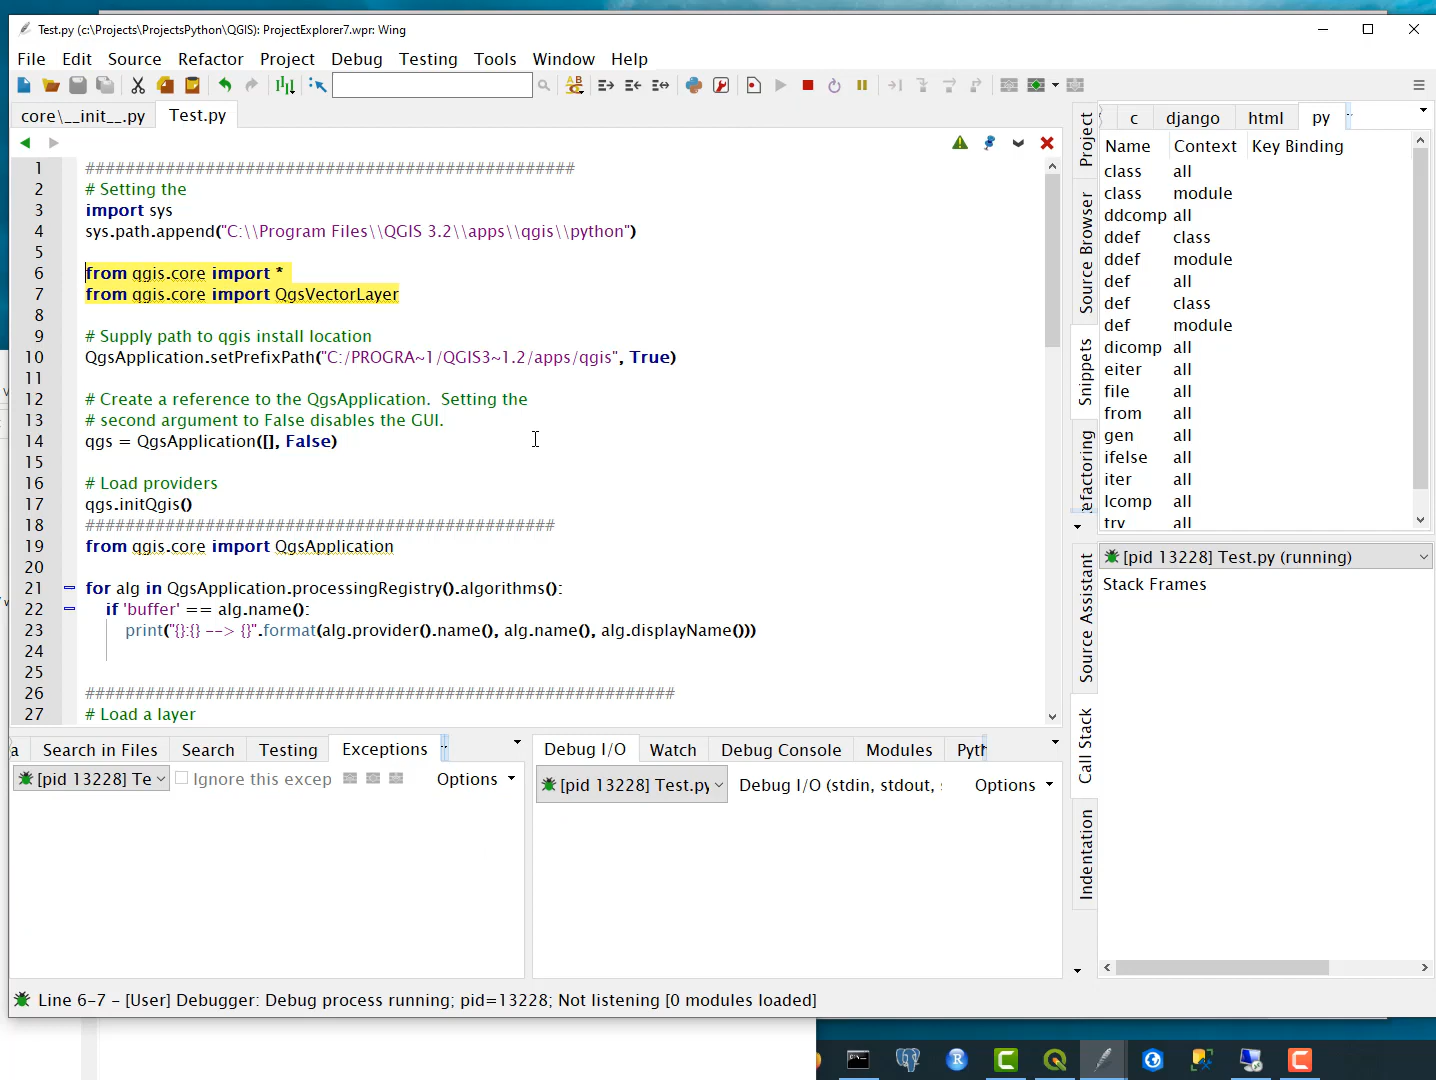 Test.py (c:\Projects\ProjectsPython\QGIS): ProjectExplorer7.wpr: Wing
File Edit Source Refactor Project Debug Testing Tools Window Help
core\__init__.py Test.py
1 #################################################
2 # Setting the
3 import sys
4 sys.path.append("C:\\Program Files\\QGIS 3.2\\apps\\qgis\\python")
5
6 from qgis.core import *
7 from qgis.core import QgsVectorLayer
8
9 # Supply path to qgis install location
10 QgsApplication.setPrefixPath("C:/PROGRA~1/QGIS3~1.2/apps/qgis", True)
11
12 # Create a reference to the QgsApplication.  Setting the
13 # second argument to False disables the GUI.
14 qgs = QgsApplication([], False)
15
16 # Load providers
17 qgs.initQgis()
18 ###############################################
19 from qgis.core import QgsApplication
20
21 for alg in QgsApplication.processingRegistry().algorithms():
22 if 'buffer' == alg.name():
23 print("{}:{} --> {}".format(alg.provider().name(), alg.name(), alg.displayName()))
24
25
26 ###########################################################
27 # Load a layer
Project
Source Browser
Snippets
efactoring
c django html py
Name Context Key Binding
class all
class module
ddcomp all
ddef class
ddef module
def all
def class
def module
dicomp all
eiter all
file all
from all
gen all
ifelse all
iter all
lcomp all
try all
Source Assistant
Call Stack
Indentation
[pid 13228] Test.py (running)
Stack Frames
a Search in Files Search Testing Exceptions
[pid 13228] Te Ignore this excep Options
Debug I/O Watch Debug Console Modules Pyth
[pid 13228] Test.py Debug I/O (stdin, stdout, Options
Line 6-7 - [User] Debugger: Debug process running; pid=13228; Not listening [0 modules loaded]